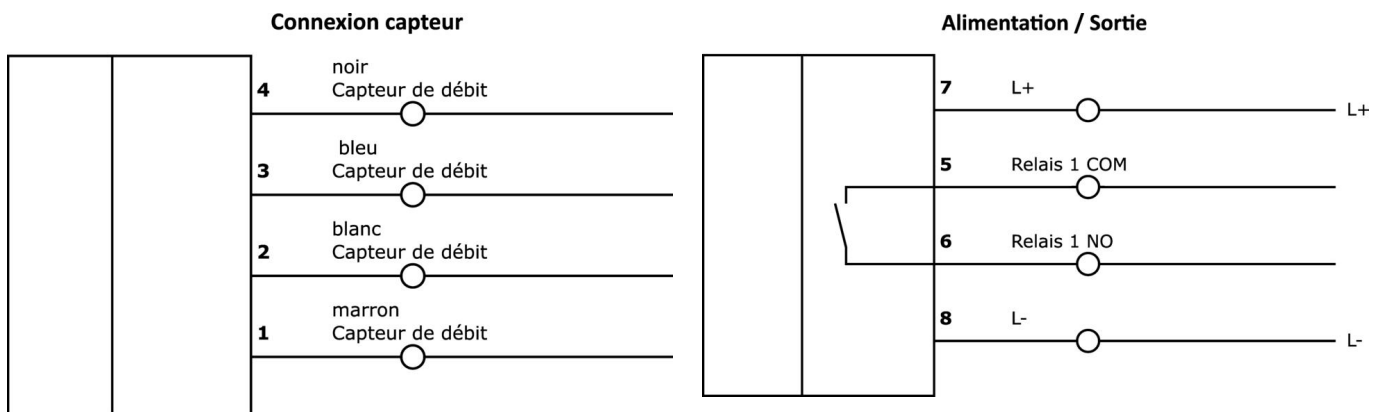 Connexion capteur
noir
4 Capteur de débit
bleu
3 Capteur de débit
blanc
2 Capteur de débit
marron
1 Capteur de débit
Alimentation / Sortie
7 L+
L+
5 Relais 1 COM
6 Relais 1 NO
8 L-
L-